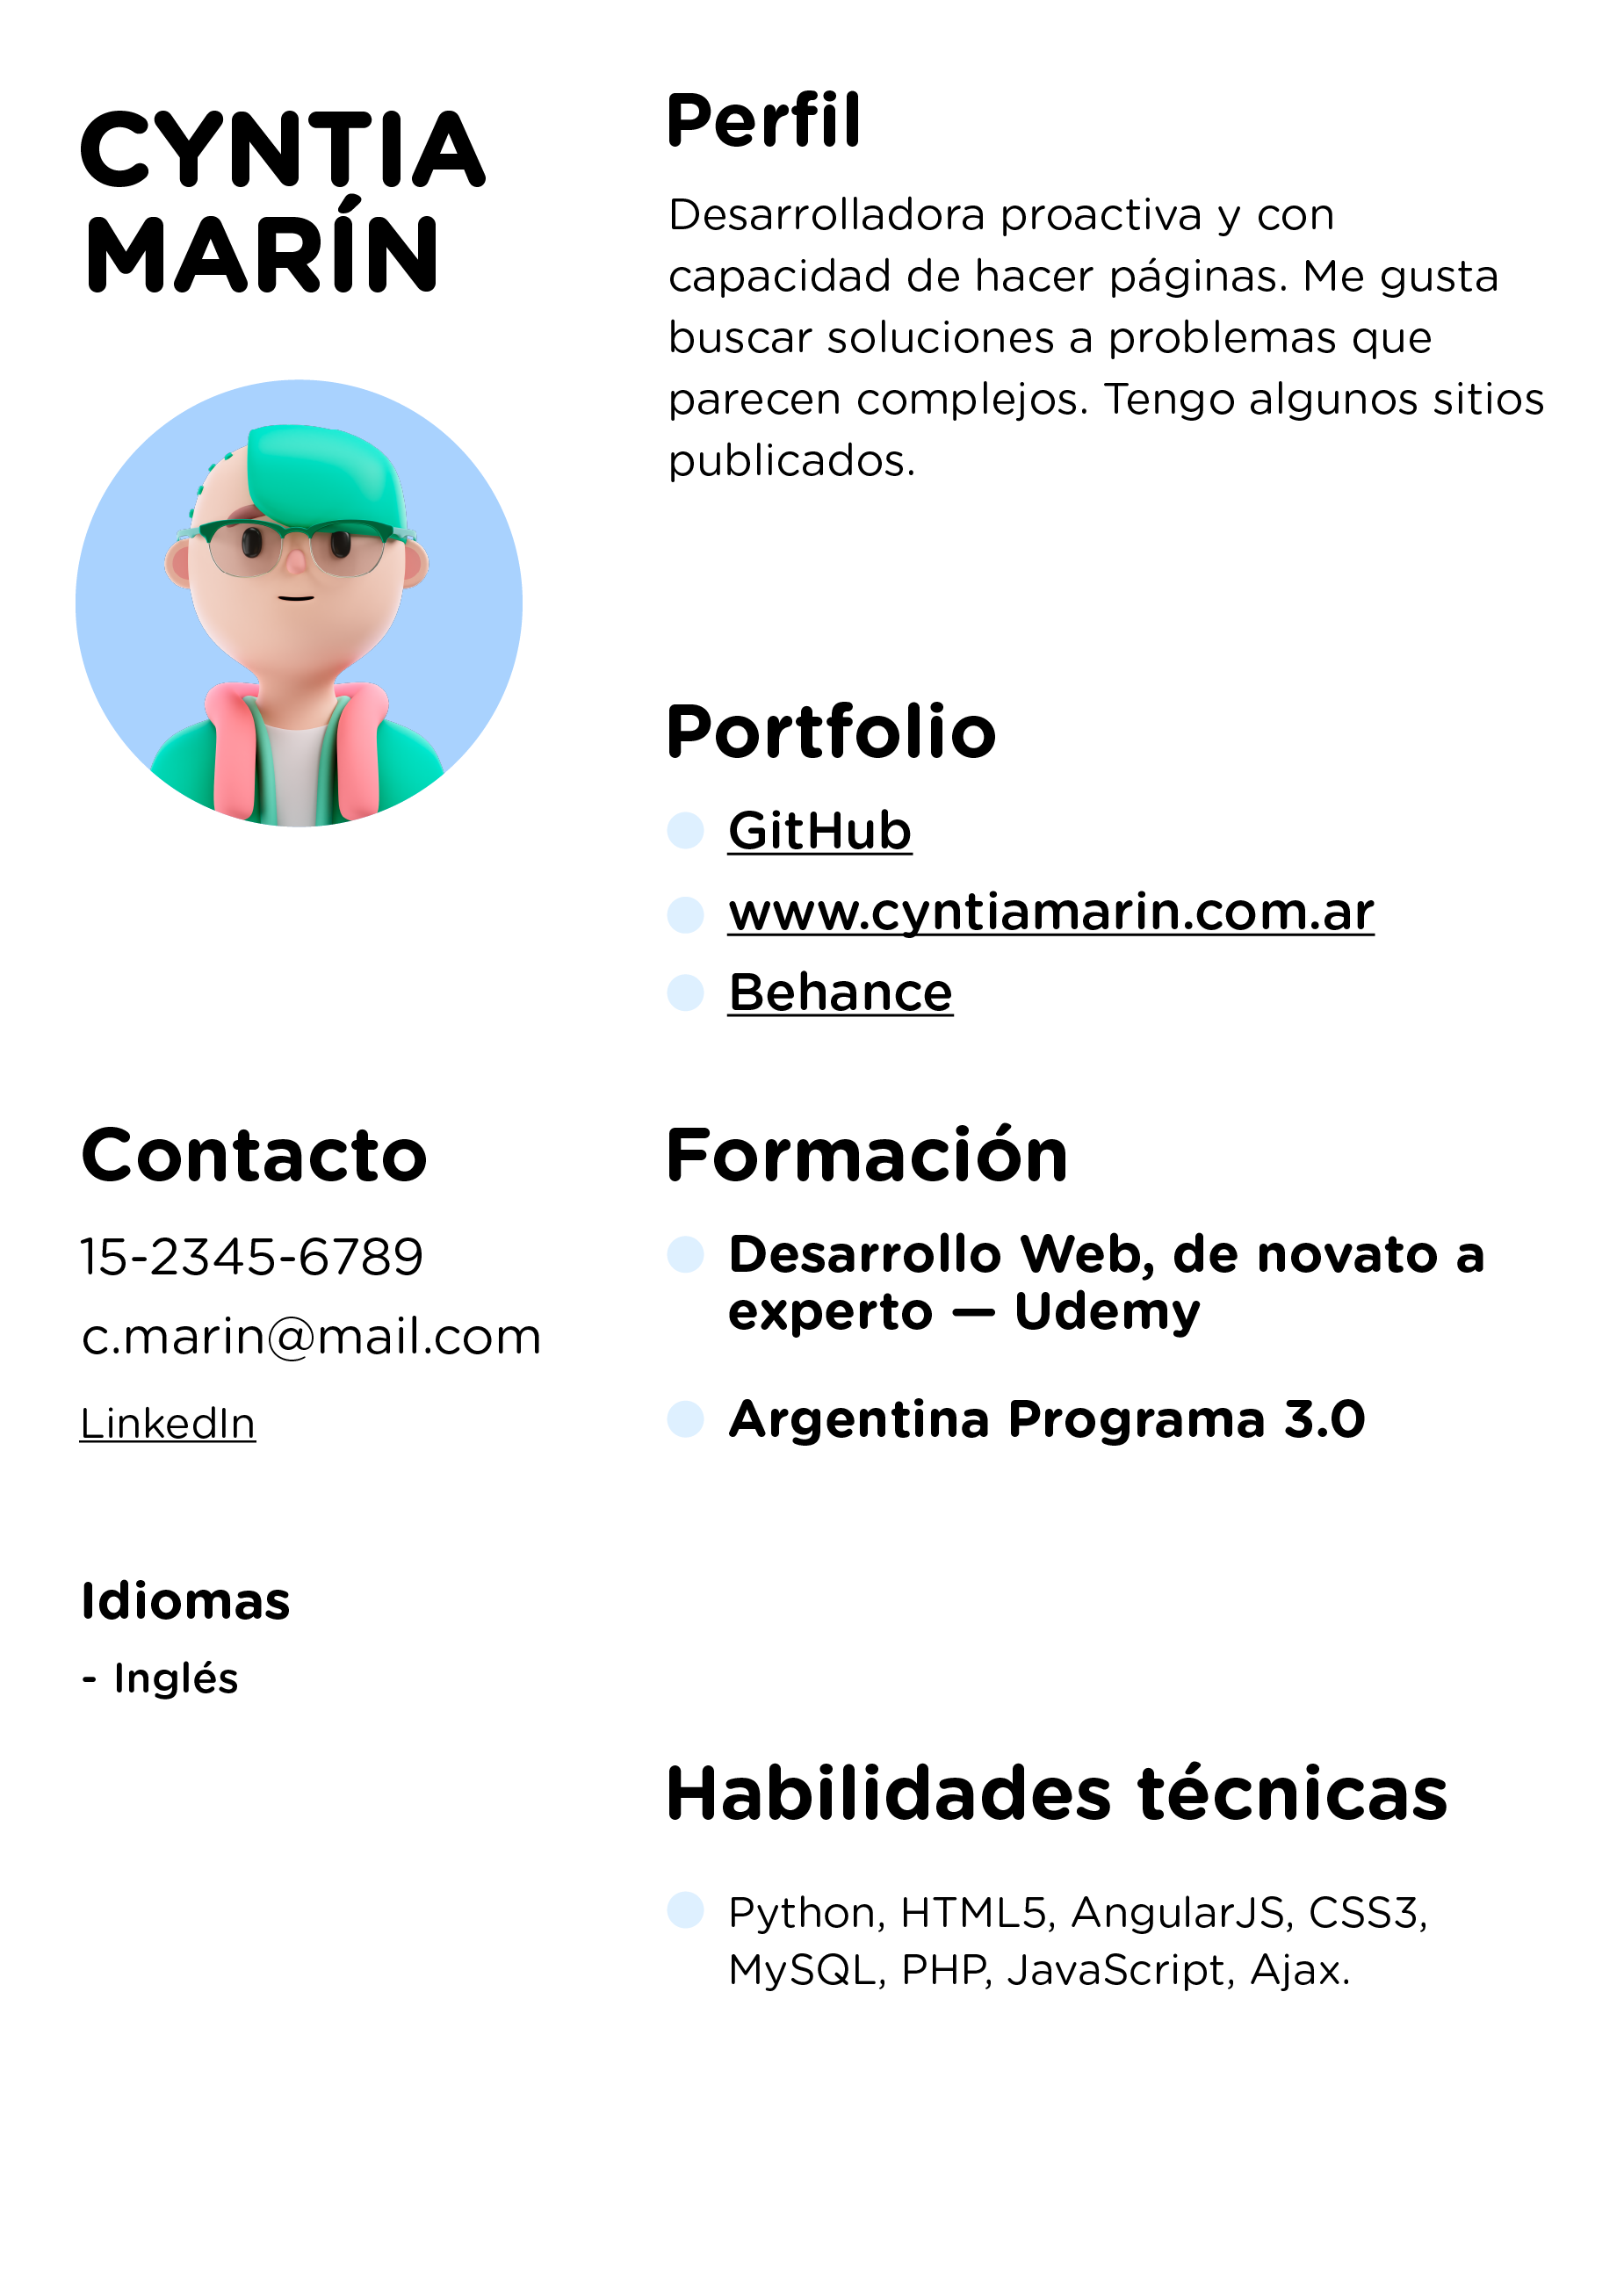 CYNTIA
MARÍN
Perfil
Desarrolladora proactiva y con
capacidad de hacer páginas. Me gusta
buscar soluciones a problemas que
parecen complejos. Tengo algunos sitios
publicados.
Portfolio
GitHub
www.cyntiamarin.com.ar
Behance
Contacto
15-2345-6789
c.marin@mail.com
LinkedIn
Idiomas
- Inglés
Formación
Desarrollo Web, de novato a
experto — Udemy
Argentina Programa 3.0
Habilidades técnicas
Python, HTML5, AngularJS, CSS3,
MySQL, PHP, JavaScript, Ajax.